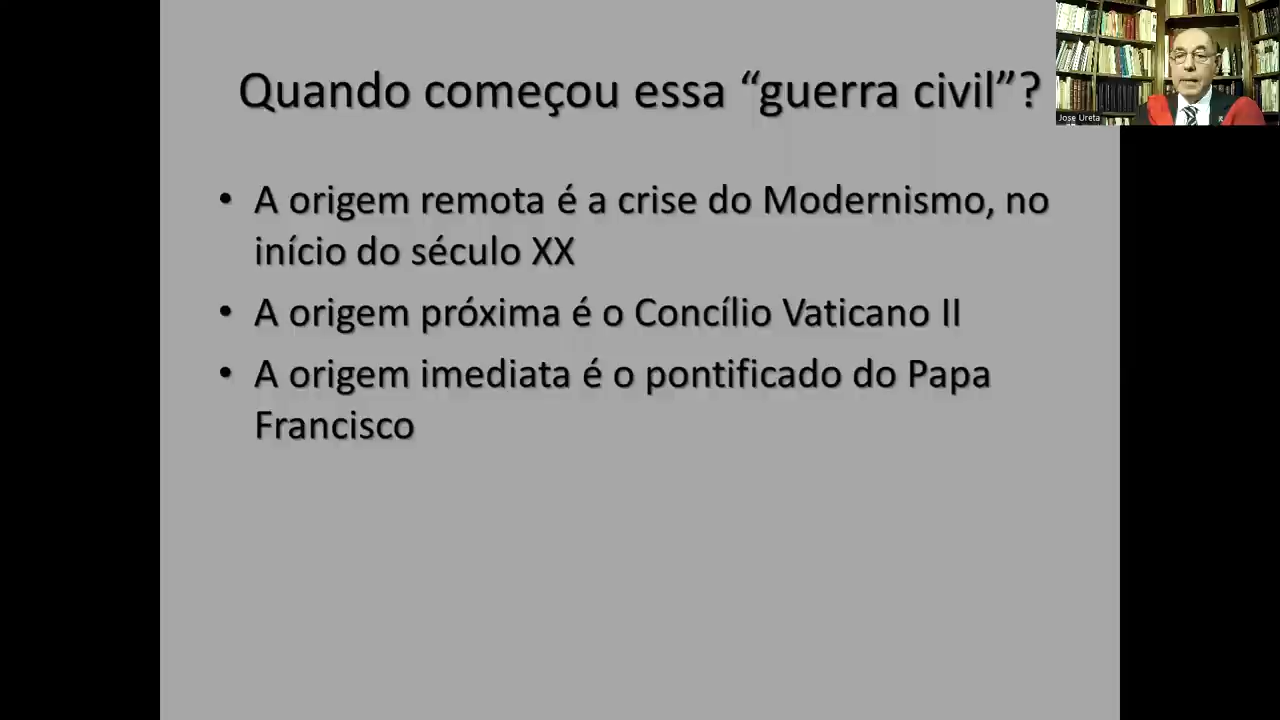 Quando começou essa “guerra civil”?
• A origem remota é a crise do Modernismo, no
início do século XX
• A origem próxima é o Concílio Vaticano II
• A origem imediata é o pontificado do Papa
Francisco
Jose Ureta